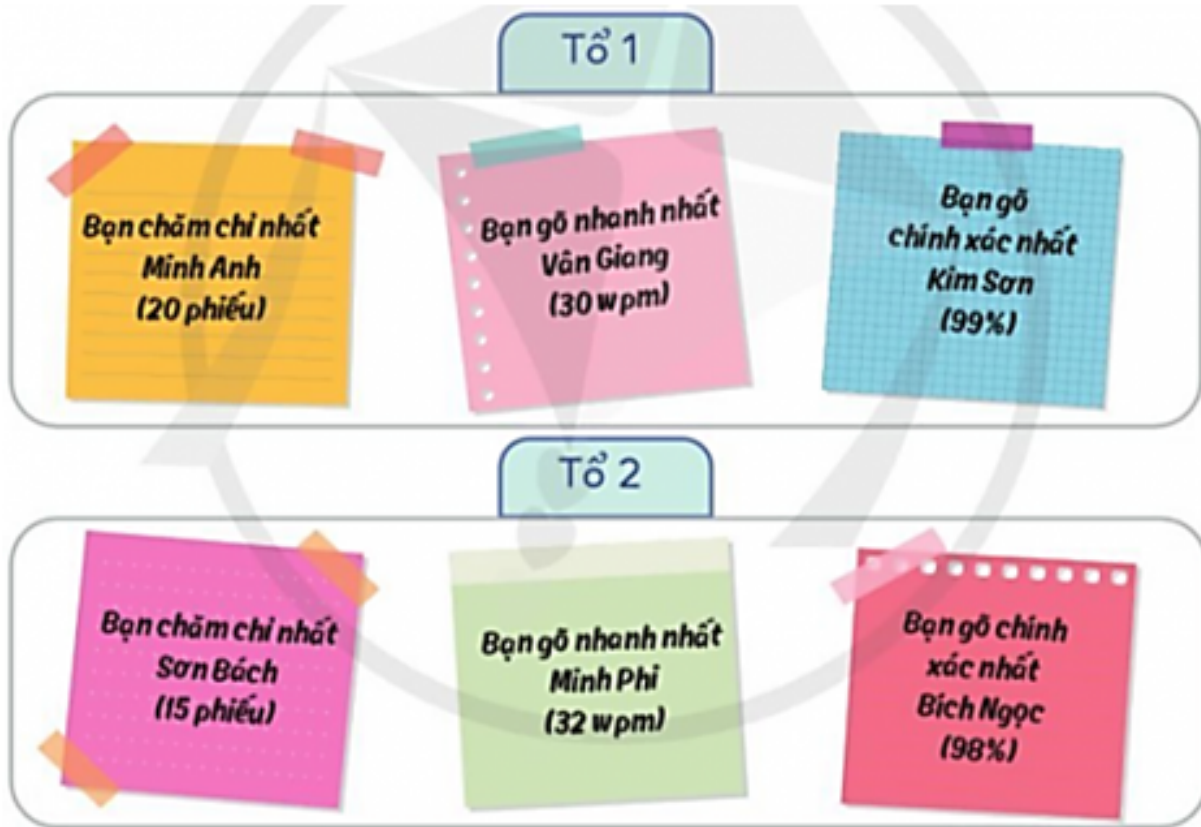 Tổ 1
Bạn chăm chỉ nhất
Minh Anh
(20 phiếu)
Bạn gõ nhanh nhất
Vân Giang
(30 wpm)
Bạn gõ
chính xác nhất
Kim Sơn
(99%)
Tổ 2
Bạn chăm chỉ nhất
Sơn Bách
(15 phiếu)
Bạn gõ nhanh nhất
Minh Phi
(32 wpm)
Bạn gõ chính
xác nhất
Bích Ngọc
(98%)